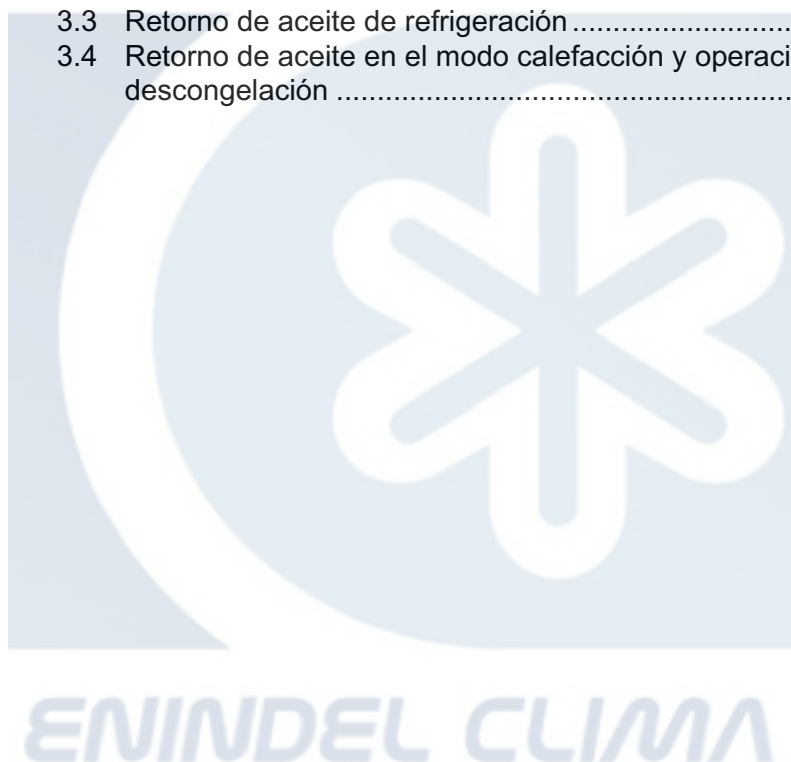 3.3 Retorno de aceite de refrigeración..........................
3.4 Retorno de aceite en el modo calefacción y
descongelación ........................................................
ENINDEL CLIMA